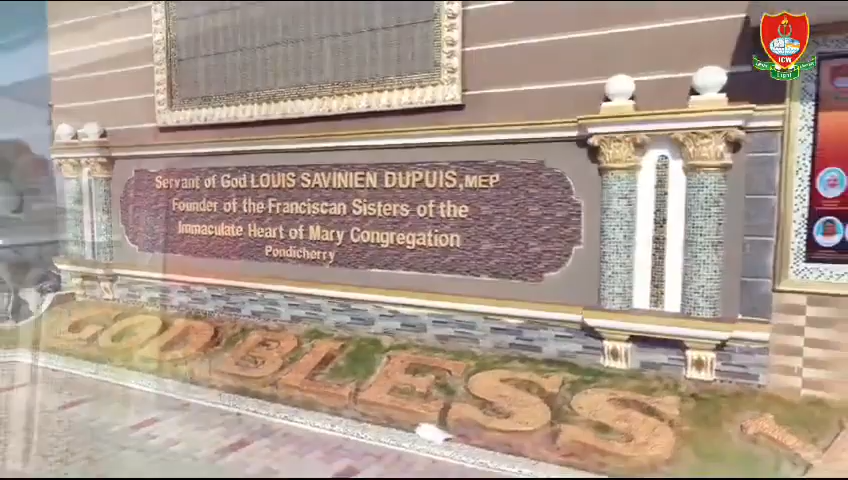 ICW
Servant of God LOUIS SAVINIEN DUPUIS, MEP
Founder of the Franciscan Sisters of the
Immaculate Heart of Mary Congregation
Pondicherry
GOD BLESS